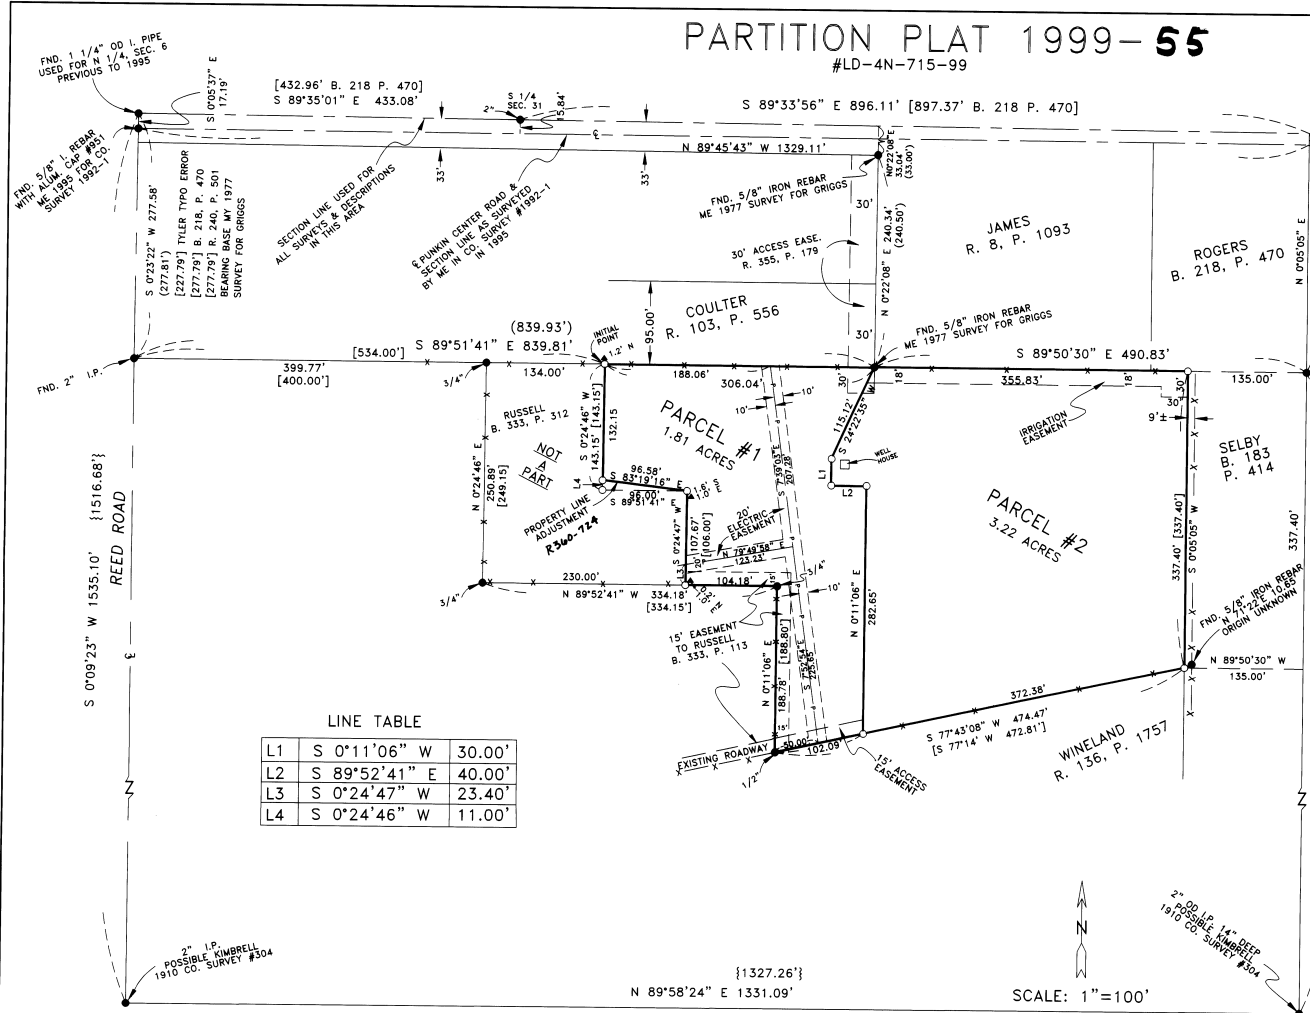 PARTITION PLAT 1999-55
#LD-4N-715-99
FND. 1 1/4" OD I. PIPE
USED FOR N 1/4, SEC. 6
PREVIOUS TO 1995
S 0°05'37" E
17.19'
[432.96' B. 218 P. 470]
S 89°35'01" E 433.08'
S 1/4
SEC. 31
2"
15.84'
S 89°33'56" E 896.11' [897.37' B. 218 P. 470]
FND. 5/8" I. REBAR
WITH ALUM. CAP #951
ME 1995 FOR CO.
SURVEY 1992-1
℄
N 89°45'43" W 1329.11'
33'
33'
N0°22'08"E
33.04'
(33.00')
S 0°23'22" W 277.58'
(277.81')
[227.79'] TYLER TYPO ERROR
[277.79'] B. 218, P. 470
[277.79'] R. 240, P. 501
BEARING BASE MY 1977
SURVEY FOR GRIGGS
SECTION LINE USED FOR
ALL SURVEYS & DESCRIPTIONS
IN THIS AREA
℄ PUNKIN CENTER ROAD &
SECTION LINE AS SURVEYED
BY ME IN CO. SURVEY #1992-1
IN 1995
FND. 5/8" IRON REBAR
ME 1977 SURVEY FOR GRIGGS
30'
30' ACCESS EASE.
R. 355, P. 179
N 0°22'08" E 240.34'
(240.50')
30'
JAMES
R. 8, P. 1093
ROGERS
B. 218, P. 470
N 0°05'05" E
COULTER
R. 103, P. 556
95.00'
FND. 5/8" IRON REBAR
ME 1977 SURVEY FOR GRIGGS
(839.93')
S 89°51'41" E 839.81'
[534.00']
INITIAL
POINT
1.2' N
S 89°50'30" E 490.83'
FND. 2" I.P.
399.77'
[400.00']
3/4"
134.00'
188.06'
306.04'
30'
18'
355.83'
18'
30'
30'
135.00'
9'±
RUSSELL
B. 333, P. 312
NOT
A
PART
S 0°24'46" W
143.15' [143.15']
132.15
PARCEL #1
1.81 ACRES
10'
10'
S 7°39'03" E
207.28'
115.12'
S 24°22'35" W
WELL
HOUSE
L1
L2
IRRIGATION
EASEMENT
SELBY
B. 183
P. 414
N 0°24'46" E
250.89'
[249.15]
L4
96.58'
S 83°19'16" E
96.00'
S 89°51'41" E
1.6' S
1.0' E
PROPERTY LINE
ADJUSTMENT
R360-724
S 0°24'47" W
107.67'
[106.00']
20'
ELECTRIC
EASEMENT
N 79°49'58" E
123.23'
20'
L3
PARCEL #2
3.22 ACRES
337.40' [337.40']
S 0°05'05" W
337.40'
3/4"
230.00'
N 89°52'41" W 334.18'
[334.15']
104.18'
0.2' N
1.0' E
15'
3/4"
10'
15' EASEMENT
TO RUSSELL
B. 333, P. 113
N 0°11'06" E
188.78'
[188.80']
S 7°52'54" E
225.65'
N 0°11'06" E
282.65'
FND. 5/8" IRON REBAR
N 71°22'E 10.65'
ORIGIN UNKNOWN
N 89°50'30" W
135.00'
{1516.68'}
S 0°09'23" W 1535.10'
REED ROAD
℄
372.38'
S 77°43'08" W 474.47'
[S 77°14' W 472.81']
WINELAND
R. 136, P. 1757
EXISTING ROADWAY
15'
50.00'
102.09'
1/2"
15' ACCESS
EASEMENT
LINE TABLE
L1 S 0°11'06" W 30.00'
L2 S 89°52'41" E 40.00'
L3 S 0°24'47" W 23.40'
L4 S 0°24'46" W 11.00'
2" I.P.
POSSIBLE KIMBRELL
1910 CO. SURVEY #304
2" OD I.P. 14" DEEP
POSSIBLE KIMBRELL
1910 CO. SURVEY #304
N
{1327.26'}
N 89°58'24" E 1331.09'
SCALE: 1"=100'